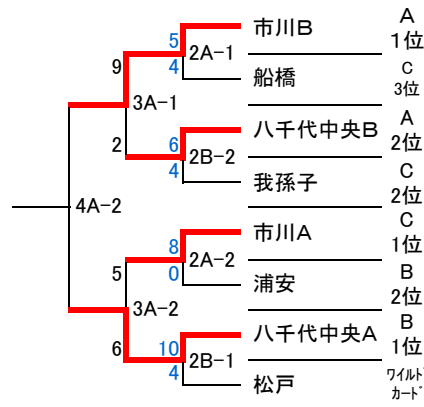 市川B
A
1位
5
2A-1
4
船橋
C
3位
9
3A-1
2
八千代中央B
A
2位
6
2B-2
4
我孫子
C
2位
4A-2
市川A
C
1位
8
2A-2
0
浦安
B
2位
5
3A-2
6
八千代中央A
B
1位
10
2B-1
4
松戸
ワイルド
カード